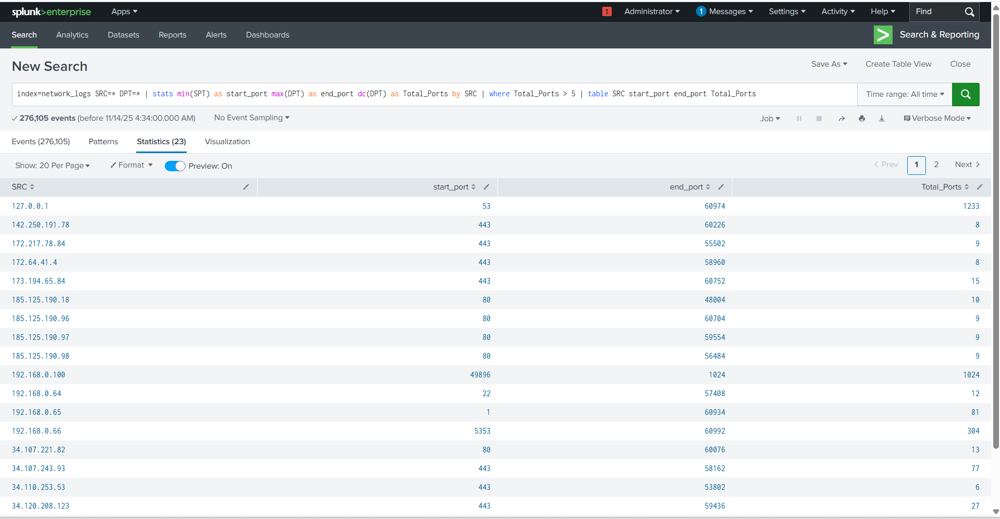 splunk>enterprise Apps ! Administrator 1 Messages Settings Activity Help Find
Search Analytics Datasets Reports Alerts Dashboards > Search & Reporting
New Search Save As Create Table View Close
index=network_logs SRC=* DPT=* | stats min(SPT) as start_port max(DPT) as end_port dc(DPT) as Total_Ports by SRC | where Total_Ports > 5 | table SRC start_port end_port Total_Ports Time range: All time
✓ 276,105 events (before 11/14/25 4:34:00.000 AM) No Event Sampling Job Verbose Mode
Events (276,105) Patterns Statistics (23) Visualization
Show: 20 Per Page Format Preview: On < Prev 1 2 Next >
SRC start_port end_port Total_Ports
127.0.0.1 53 60974 1233
142.250.191.78 443 60226 8
172.217.78.84 443 55502 9
172.64.41.4 443 58960 8
173.194.65.84 443 60752 15
185.125.190.18 80 48004 10
185.125.190.96 80 60704 9
185.125.190.97 80 59554 9
185.125.190.98 80 56484 9
192.168.0.100 49896 1024 1024
192.168.0.64 22 57408 12
192.168.0.65 1 60934 81
192.168.0.66 5353 60992 304
34.107.221.82 80 60076 13
34.107.243.93 443 58162 77
34.110.253.53 443 53802 6
34.120.208.123 443 59436 27